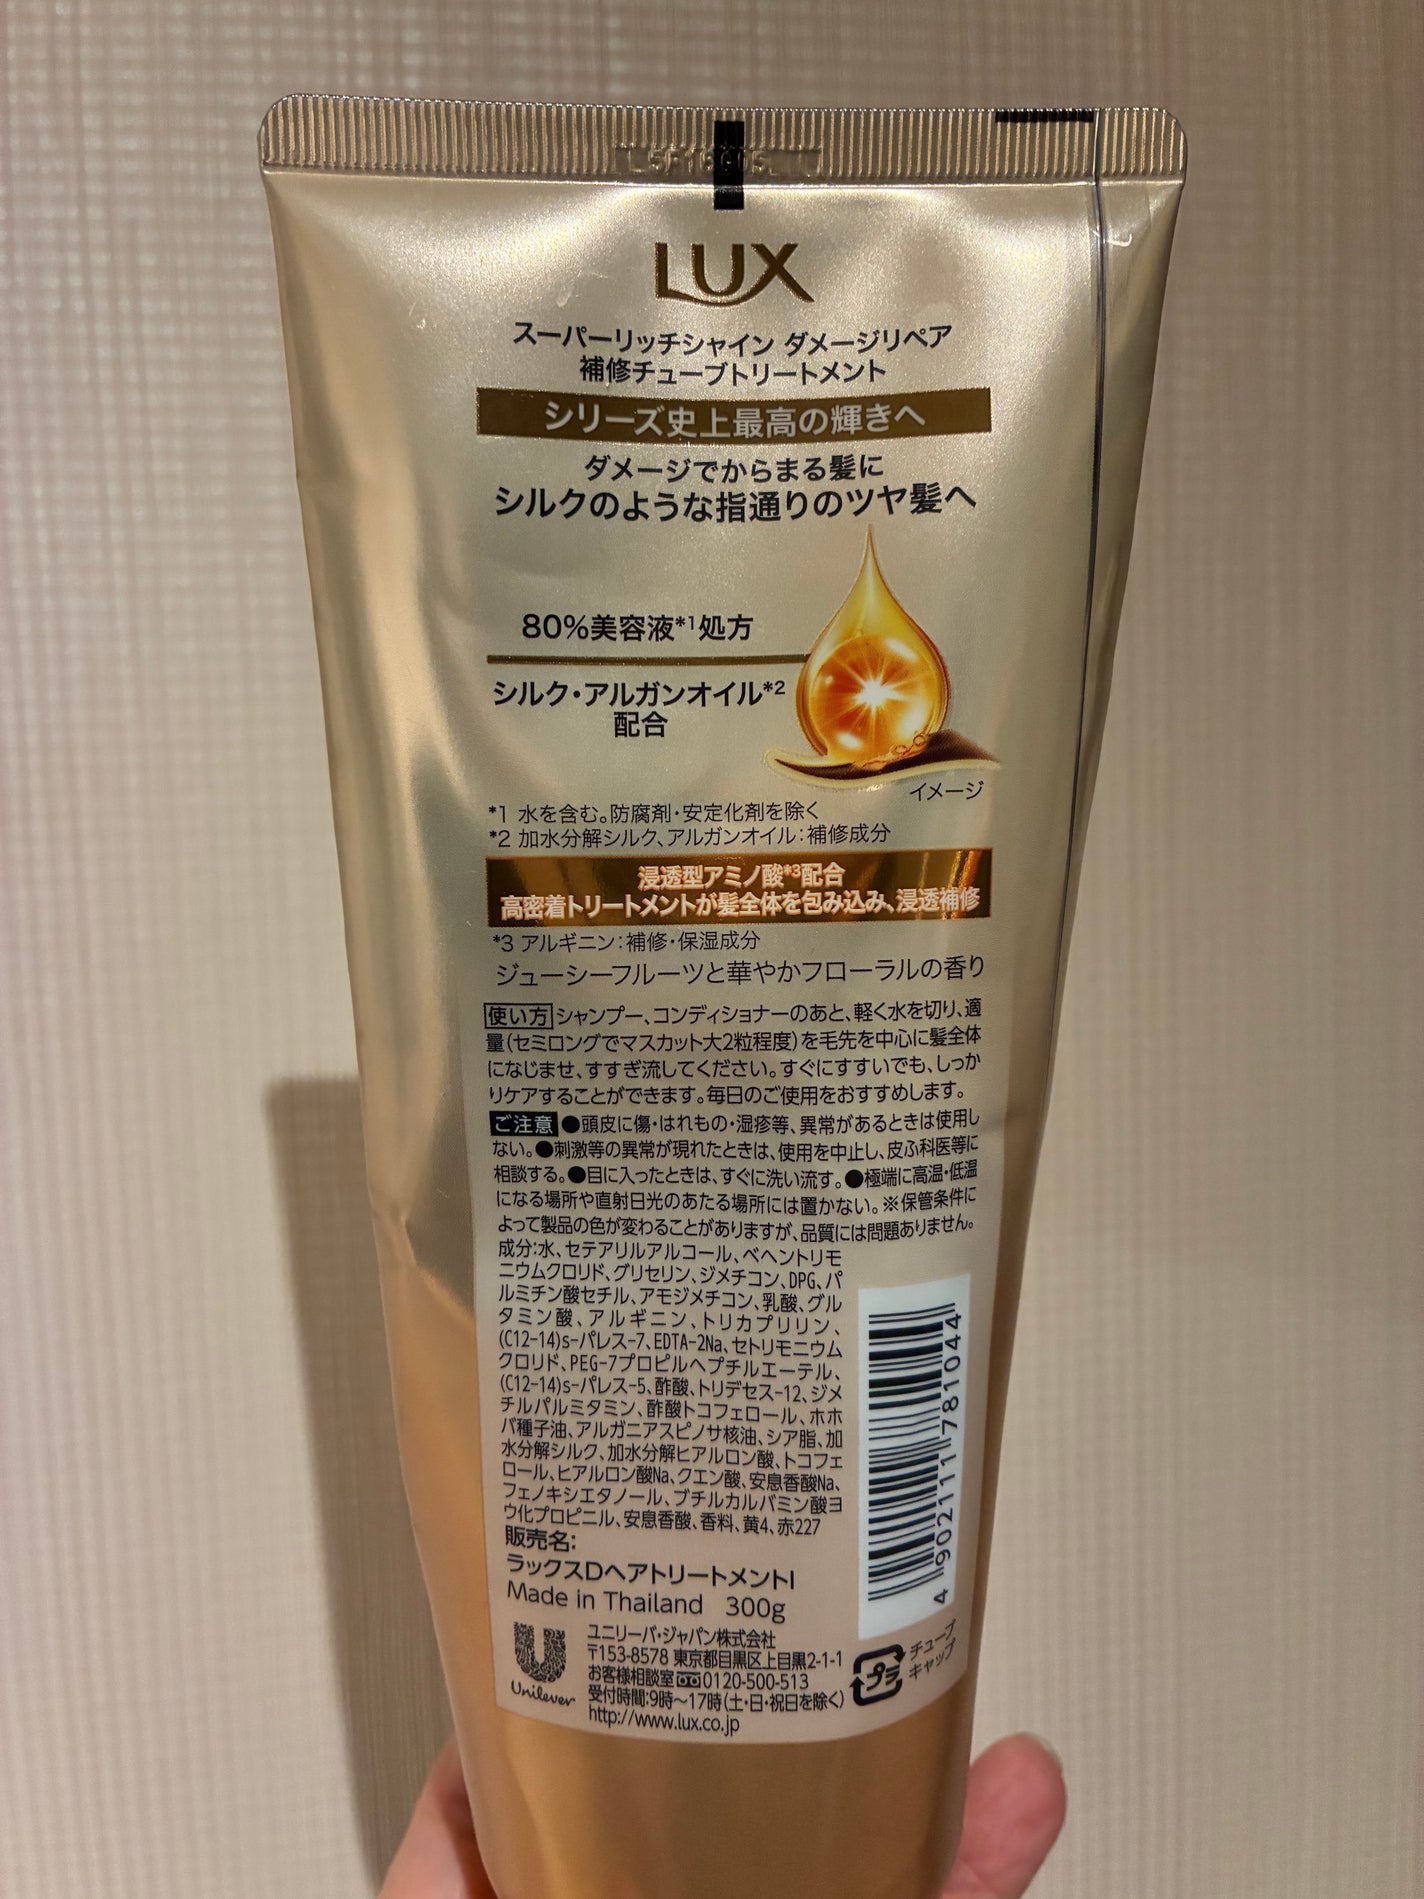 LUX
スーパーリッチシャイン ダメージリペア
補修チューブトリートメント
シリーズ史上最高の輝きへ
ダメージでからまる髪に
シルクのような指通りのツヤ髪へ
80%美容液*1処方
シルク・アルガンオイル*2
配合
イメージ
*1 水を含む。防腐剤・安定化剤を除く
*2 加水分解シルク、アルガンオイル：補修成分
浸透型アミノ酸*3配合
高密着トリートメントが髪全体を包み込み、浸透補修
*3 アルギニン：補修・保湿成分
ジューシーフルーツと華やかフローラルの香り
使い方 シャンプー、コンディショナーのあと、軽く水を切り、適
量(セミロングでマスカット大2粒程度)を毛先を中心に髪全体
になじませ、すすぎ流してください。すぐにすすいでも、しっか
りケアすることができます。毎日のご使用をおすすめします。
ご注意 ●頭皮に傷・はれもの・湿疹等、異常があるときは使用し
ない。●刺激等の異常が現れたときは、使用を中止し、皮ふ科医等に
相談する。●目に入ったときは、すぐに洗い流す。●極端に高温・低温
になる場所や直射日光のあたる場所には置かない。※保管条件に
よって製品の色が変わることがありますが、品質には問題ありません。
成分:水、セテアリルアルコール、ベヘントリモ
ニウムクロリド、グリセリン、ジメチコン、DPG、パ
ルミチン酸セチル、アモジメチコン、乳酸、グル
タミン酸、アルギニン、トリカプリリン、
(C12-14)s-パレス-7、EDTA-2Na、セトリモニウム
クロリド、PEG-7プロピルヘプチルエーテル、
(C12-14)s-パレス-5、酢酸、トリデセス-12、ジメ
チルパルミタミン、酢酸トコフェロール、ホホ
バ種子油、アルガニアスピノサ核油、シア脂、加
水分解シルク、加水分解ヒアルロン酸、トコフェ
ロール、ヒアルロン酸Na、クエン酸、安息香酸Na、
フェノキシエタノール、ブチルカルバミン酸ヨ
ウ化プロピニル、安息香酸、香料、黄4、赤227
販売名:
ラックスDヘアトリートメントI
Made in Thailand 300g
4 902111 781044
Unilever
ユニリーバ・ジャパン株式会社
〒153-8578 東京都目黒区上目黒2-1-1
お客様相談室 0120-500-513
受付時間:9時～17時(土・日・祝日を除く)
http://www.lux.co.jp
プラ
チューブ
キャップ